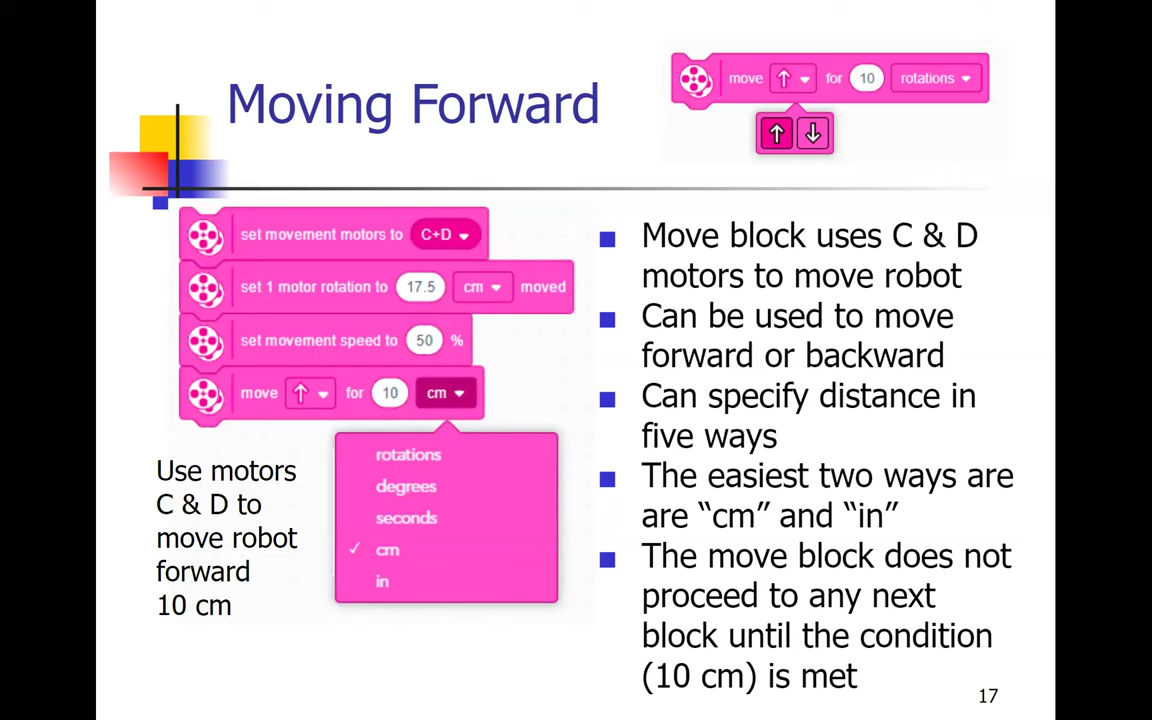 Moving Forward
move for 10 rotations
set movement motors to C+D
set 1 motor rotation to 17.5 cm moved
set movement speed to 50 %
move for 10 cm
rotations
degrees
seconds
✓ cm
in
Use motors
C & D to
move robot
forward
10 cm
Move block uses C & D
motors to move robot
Can be used to move
forward or backward
Can specify distance in
five ways
The easiest two ways are
are “cm” and “in”
The move block does not
proceed to any next
block until the condition
(10 cm) is met
17